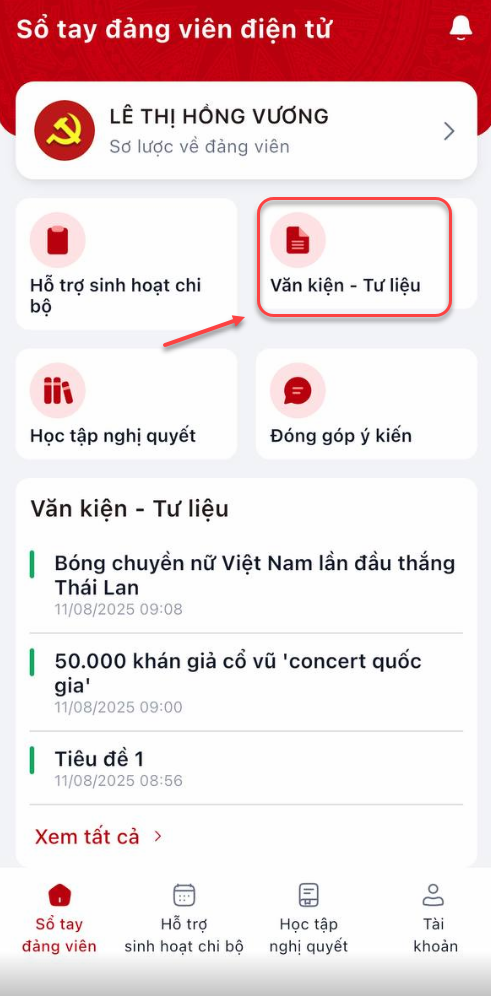 Sổ tay đảng viên điện tử
LÊ THỊ HỒNG VƯƠNG
Sơ lược về đảng viên
Hỗ trợ sinh hoạt chi
bộ
Văn kiện - Tư liệu
Học tập nghị quyết
Đóng góp ý kiến
Văn kiện - Tư liệu
Bóng chuyền nữ Việt Nam lần đầu thắng
Thái Lan
11/08/2025 09:08
50.000 khán giả cổ vũ 'concert quốc
gia'
11/08/2025 09:00
Tiêu đề 1
11/08/2025 08:56
Xem tất cả
Sổ tay
đảng viên
Hỗ trợ
sinh hoạt chi bộ
Học tập
nghị quyết
Tài
khoản